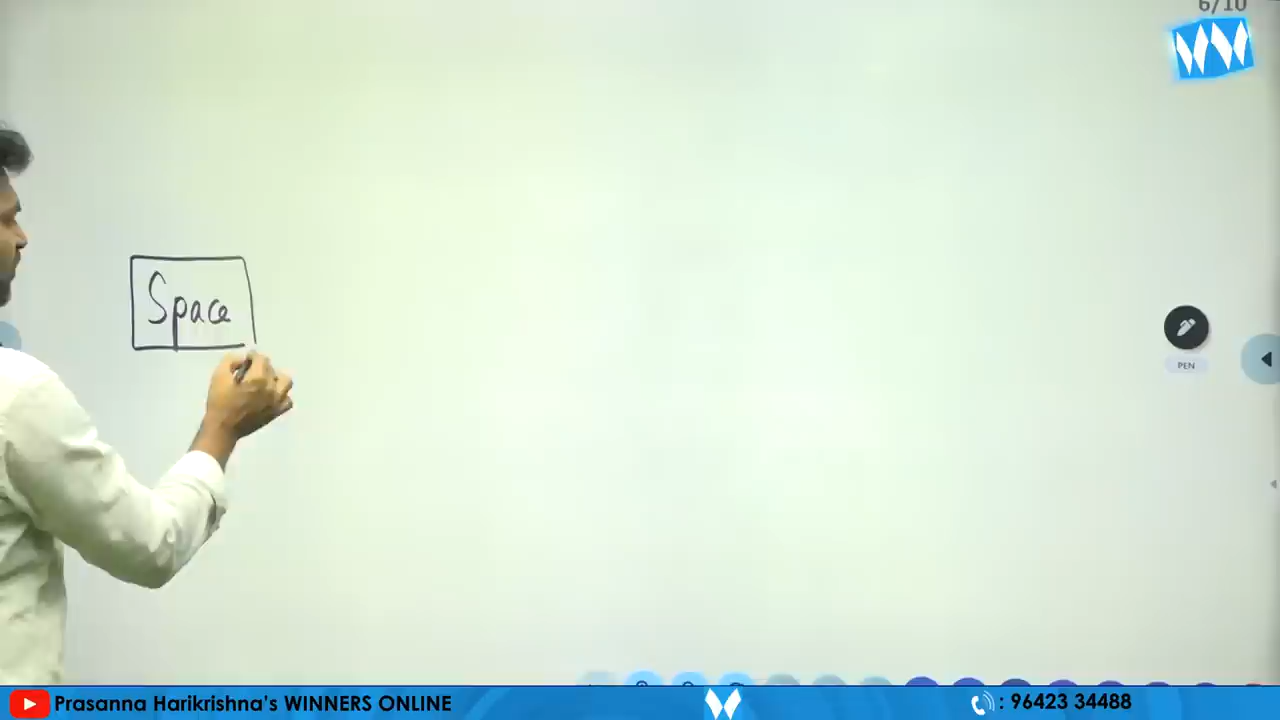 6/10
W
Space
PEN
Prasanna Harikrishna's WINNERS ONLINE
: 96423 34488